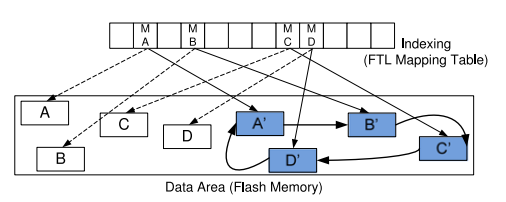 M M M M
A B C D
Indexing
(FTL Mapping Table)
A
C
A'
B'
D
C'
B
D'
Data Area (Flash Memory)